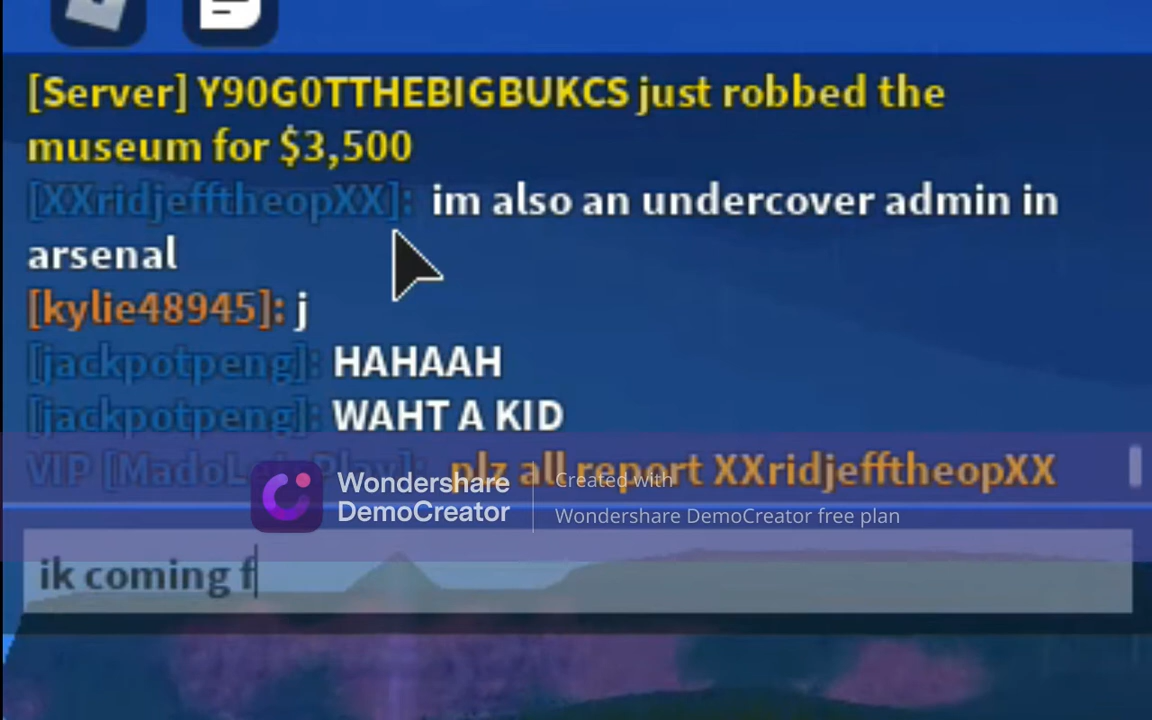 [Server] Y90G0TTHEBIGBUKCS just robbed the
museum for $3,500
[XXridjefftheopXX]: im also an undercover admin in
arsenal
[kylie48945]: j
[jackpotpeng]: HAHAAH
[jackpotpeng]: WAHT A KID
VIP plz all report XXridjefftheopXX
Wondershare
DemoCreator
Created with
Wondershare DemoCreator free plan
ik coming f